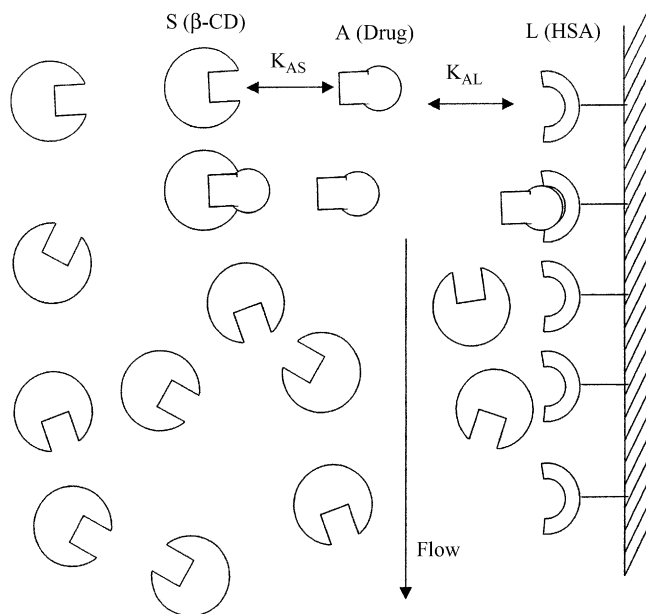 S (β-CD)
A (Drug)
L (HSA)
K_AS
K_AL
Flow